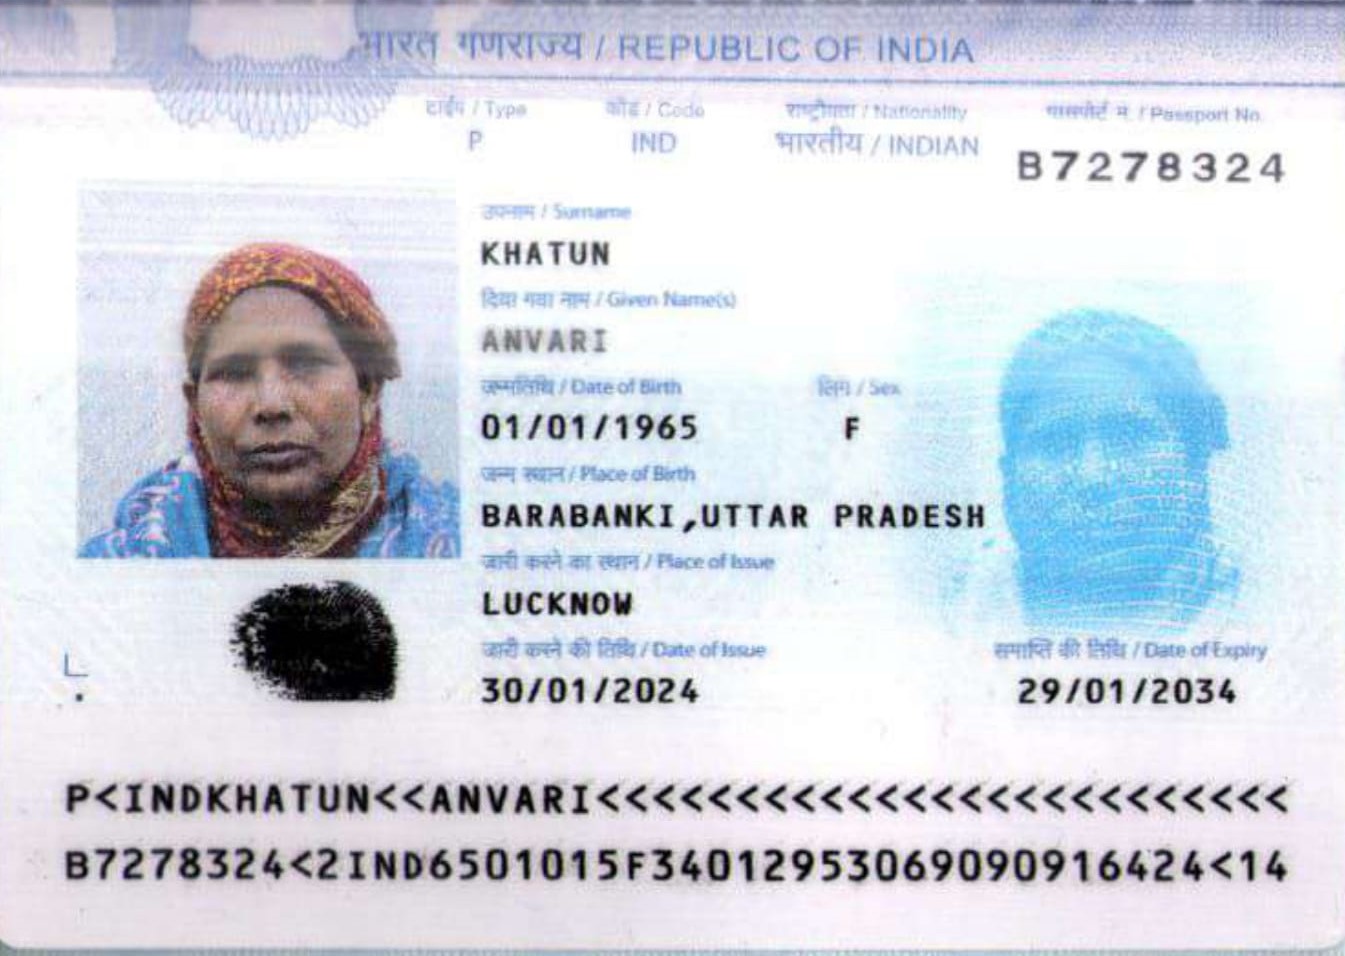 भारत गणराज्य / REPUBLIC OF INDIA
टाईप / Type कोड / Code राष्ट्रीयता / Nationality पासपोर्ट न. / Passport No.
P IND भारतीय / INDIAN B7278324
उपनाम / Surname
KHATUN
दिया गया नाम / Given Name(s)
ANVARI
जन्मतिथि / Date of Birth लिंग / Sex
01/01/1965 F
जन्म स्थान / Place of Birth
BARABANKI,UTTAR PRADESH
जारी करने का स्थान / Place of Issue
LUCKNOW
जारी करने की तिथि / Date of Issue समाप्ति की तिथि / Date of Expiry
30/01/2024 29/01/2034
P<INDKHATUN<<ANVARI<<<<<<<<<<<<<<<<<<<<<<<<<
B7278324<2IND6501015F3401295306909091642​4<14